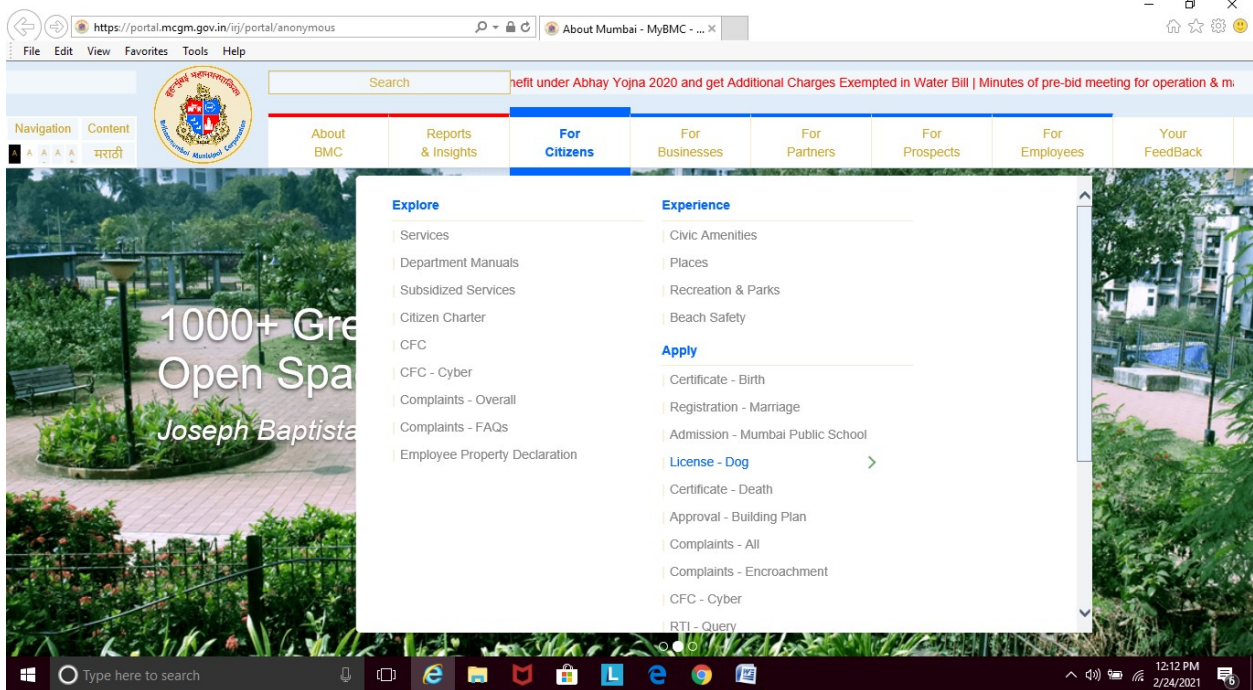 https://portal.mcgm.gov.in/irj/portal/anonymous
About Mumbai - MyBMC - ...
File Edit View Favorites Tools Help
Search
nefit under Abhay Yojna 2020 and get Additional Charges Exempted in Water Bill | Minutes of pre-bid meeting for operation & ma
Navigation Content
A A A A A मराठी
About BMC
Reports & Insights
For Citizens
For Businesses
For Partners
For Prospects
For Employees
Your FeedBack
Explore
Services
Department Manuals
Subsidized Services
Citizen Charter
CFC
CFC - Cyber
Complaints - Overall
Complaints - FAQs
Employee Property Declaration
Experience
Civic Amenities
Places
Recreation & Parks
Beach Safety
Apply
Certificate - Birth
Registration - Marriage
Admission - Mumbai Public School
License - Dog
Certificate - Death
Approval - Building Plan
Complaints - All
Complaints - Encroachment
CFC - Cyber
RTI - Query
1000+ Gre
Open Spa
Joseph Baptista
Type here to search
12:12 PM
2/24/2021
6